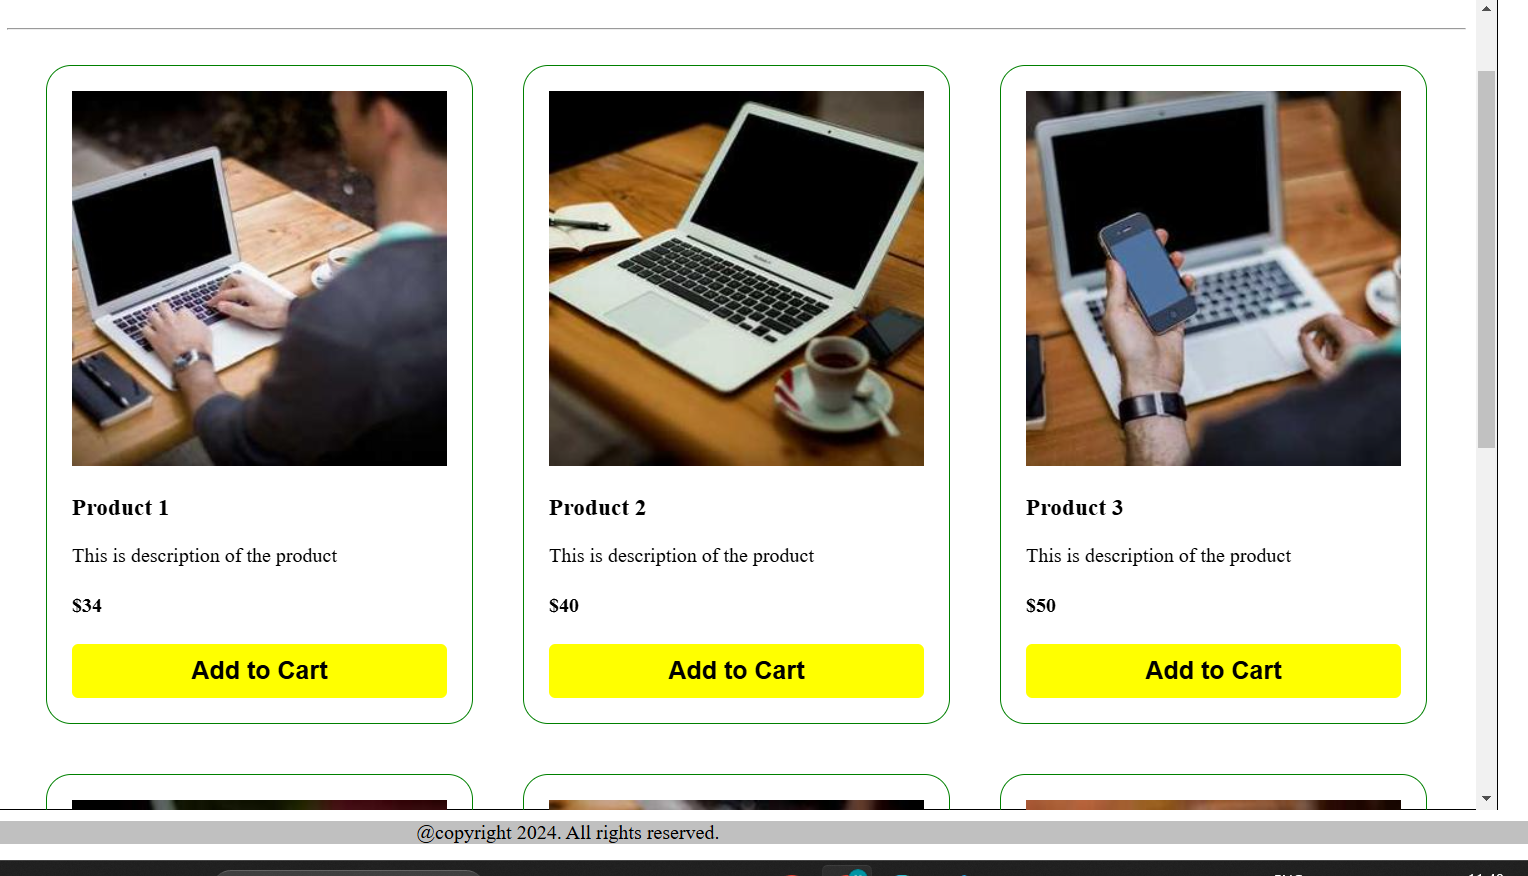 Product 1
This is description of the product
$34
Add to Cart
Product 2
This is description of the product
$40
Add to Cart
Product 3
This is description of the product
$50
Add to Cart
@copyright 2024. All rights reserved.